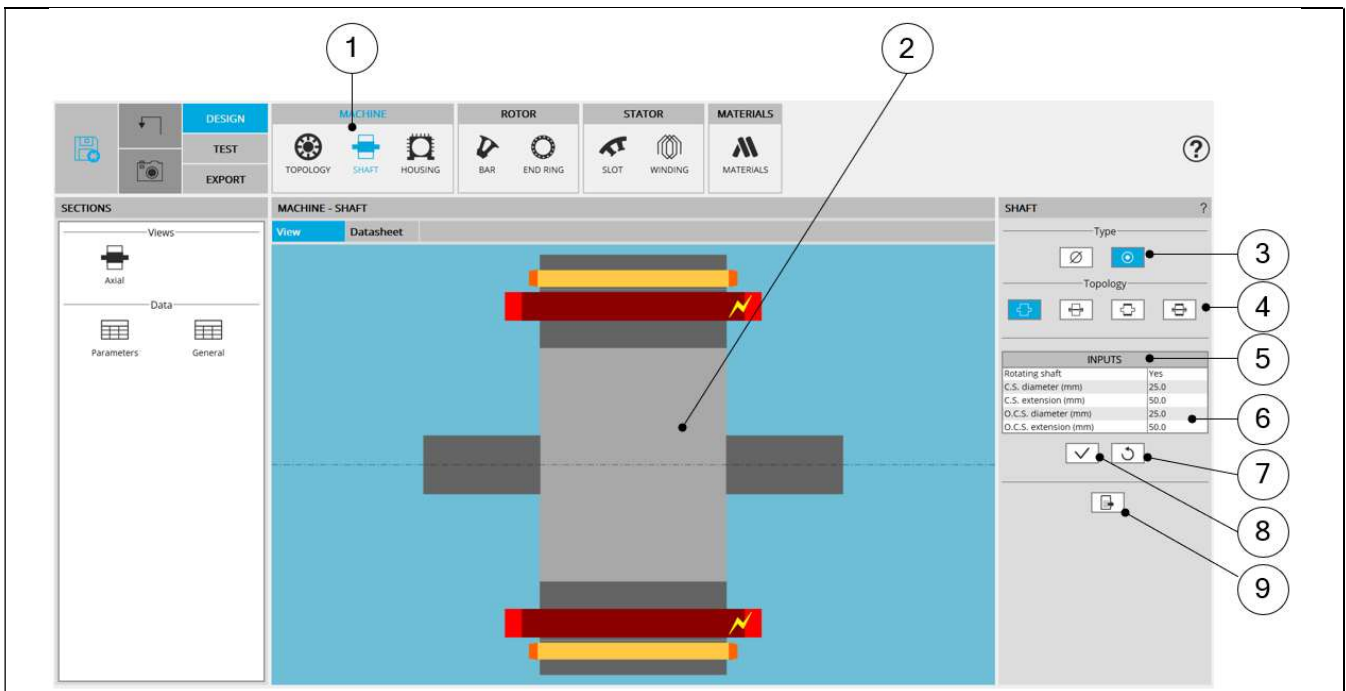 1
2
DESIGN
TEST
EXPORT
MACHINE
ROTOR
STATOR
MATERIALS
TOPOLOGY
SHAFT
HOUSING
BAR
END RING
SLOT
WINDING
MATERIALS
?
SECTIONS
Views
Axial
Data
Parameters
General
MACHINE - SHAFT
View
Datasheet
SHAFT
?
Type
3
Topology
4
INPUTS
5
Rotating shaft Yes
C.S. diameter (mm) 25.0
C.S. extension (mm) 50.0
O.C.S. diameter (mm) 25.0
O.C.S. extension (mm) 50.0
6
7
8
9